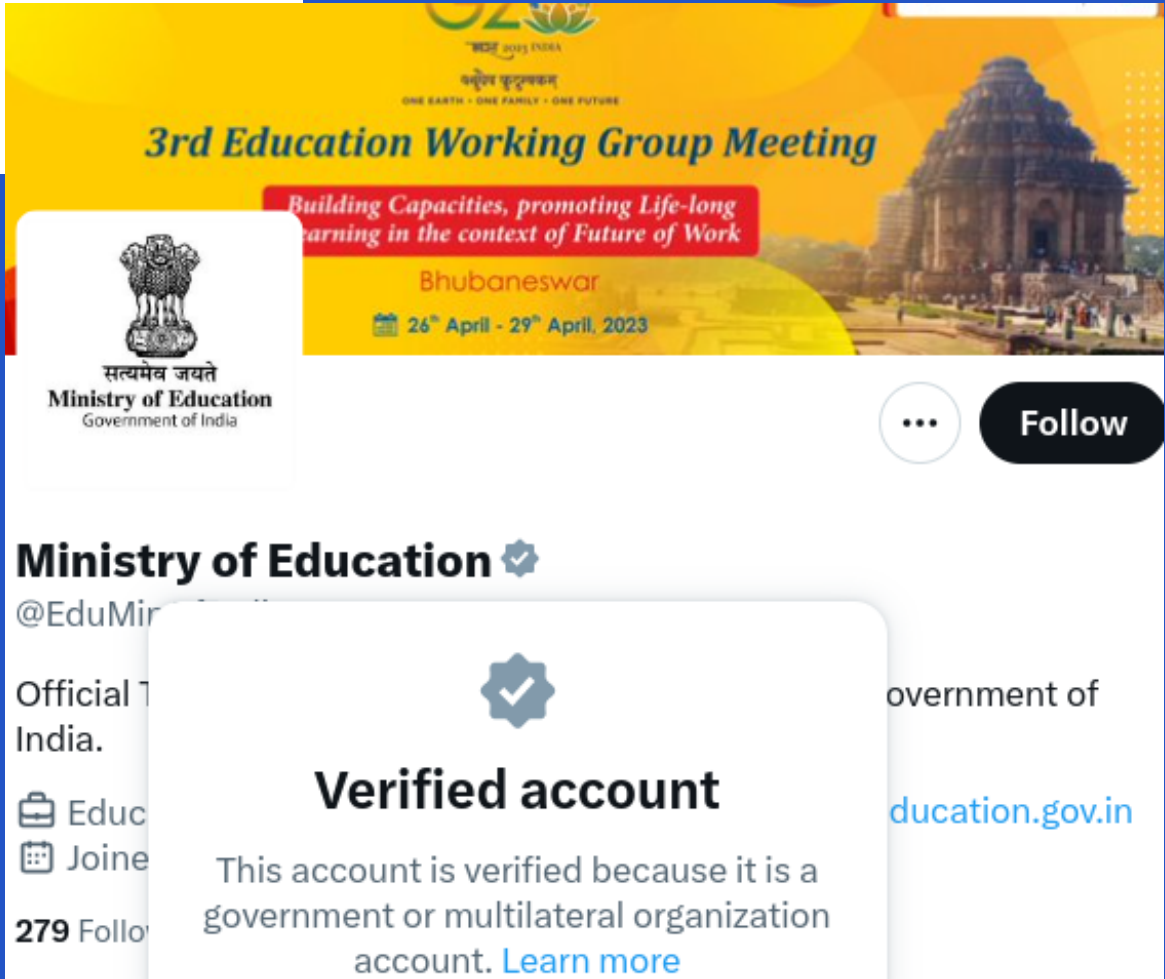 2023 INDIA
वसुधैव कुटुम्बकम्
ONE EARTH • ONE FAMILY • ONE FUTURE
3rd Education Working Group Meeting
Building Capacities, promoting Life-long
earning in the context of Future of Work
Bhubaneswar
26th April - 29th April, 2023
सत्यमेव जयते
Ministry of Education
Government of India
Follow
Ministry of Education
@EduMin
Official T
overnment of
India.
Verified account
Educ
ducation.gov.in
Joine
This account is verified because it is a
government or multilateral organization
account. Learn more
279 Follo